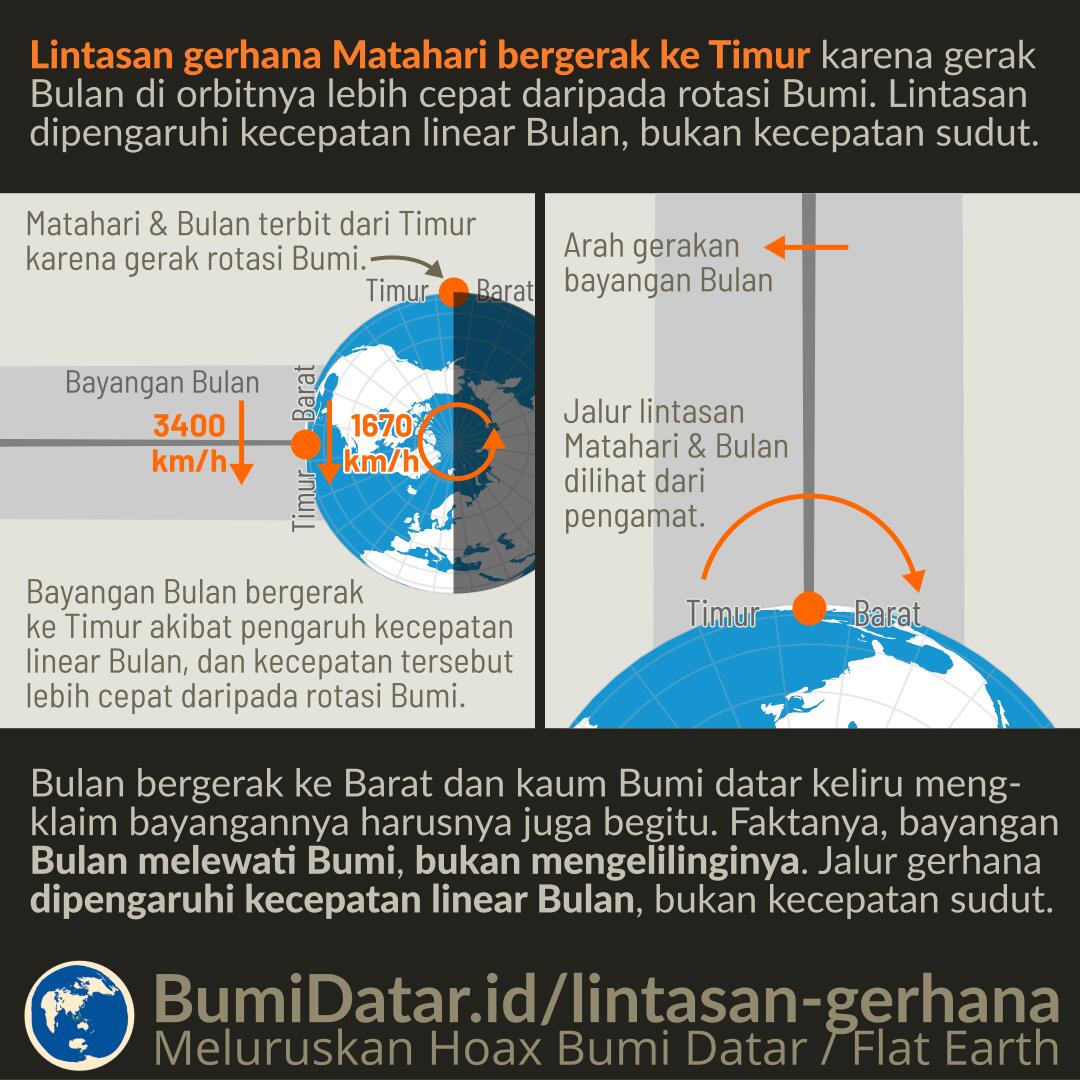 Lintasan gerhana Matahari bergerak ke Timur karena gerak
Bulan di orbitnya lebih cepat daripada rotasi Bumi. Lintasan
dipengaruhi kecepatan linear Bulan, bukan kecepatan sudut.
Matahari & Bulan terbit dari Timur
karena gerak rotasi Bumi.
Timur
Barat
Bayangan Bulan
Barat
3400
km/h
1670
km/h
Timur
Bayangan Bulan bergerak
ke Timur akibat pengaruh kecepatan
linear Bulan, dan kecepatan tersebut
lebih cepat daripada rotasi Bumi.
Arah gerakan
bayangan Bulan
Jalur lintasan
Matahari & Bulan
dilihat dari
pengamat.
Timur
Barat
Bulan bergerak ke Barat dan kaum Bumi datar keliru meng-
klaim bayangannya harusnya juga begitu. Faktanya, bayangan
Bulan melewati Bumi, bukan mengelilinginya. Jalur gerhana
dipengaruhi kecepatan linear Bulan, bukan kecepatan sudut.
BumiDatar.id/lintasan-gerhana
Meluruskan Hoax Bumi Datar / Flat Earth